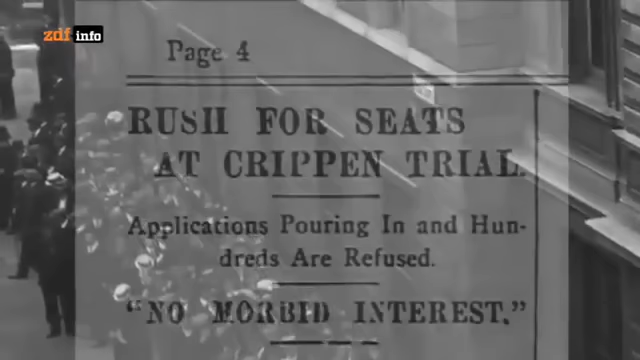 zdf info
Page 4
RUSH FOR SEATS
AT CRIPPEN TRIAL.
Applications Pouring In and Hun-
dreds Are Refused.
"NO MORBID INTEREST."